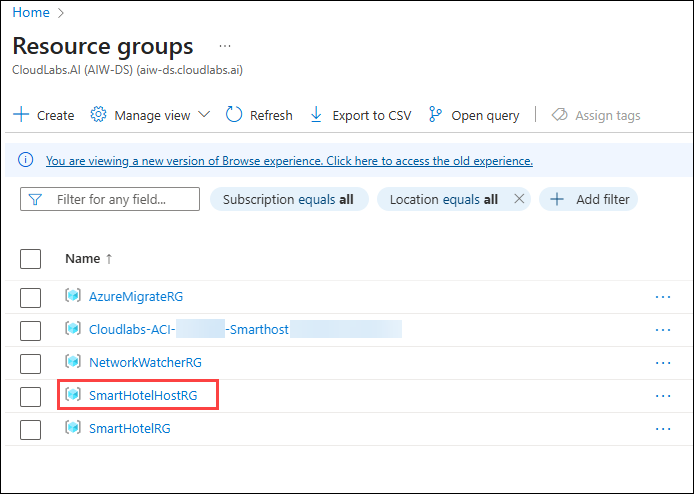 Home >
Resource groups ...
CloudLabs.AI (AIW-DS) (aiw-ds.cloudlabs.ai)
Create Manage view Refresh Export to CSV Open query Assign tags
You are viewing a new version of Browse experience. Click here to access the old experience.
Filter for any field... Subscription equals all Location equals all Add filter
Name ↑
AzureMigrateRG ...
Cloudlabs-ACI- -Smarthost ...
NetworkWatcherRG ...
SmartHotelHostRG ...
SmartHotelRG ...